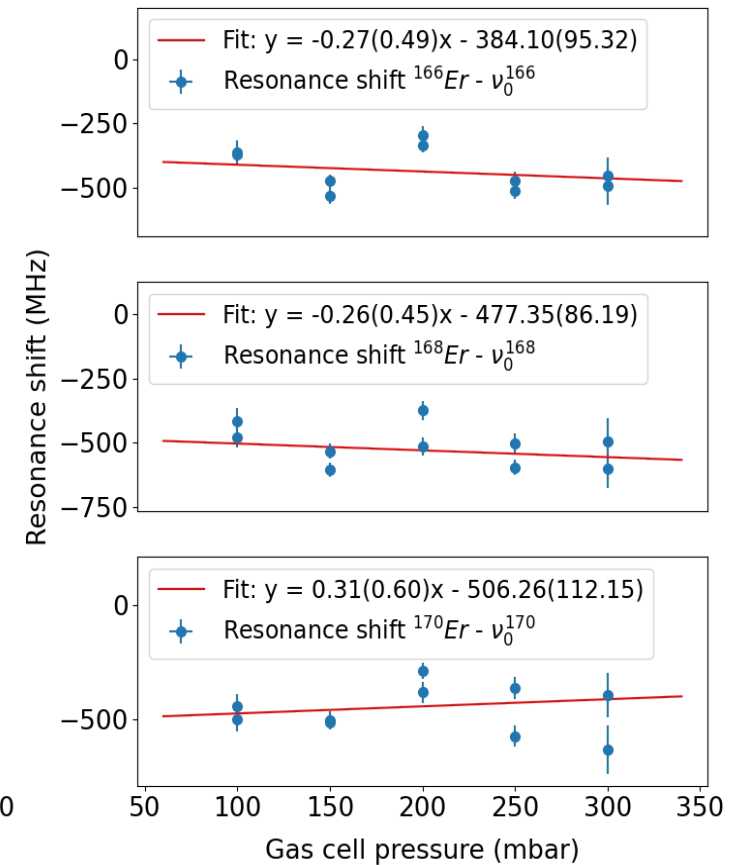 Fit: y = -0.27(0.49)x - 384.10(95.32)
Resonance shift ¹⁶⁶Er - ν₀¹⁶⁶
0
−250
−500
Fit: y = -0.26(0.45)x - 477.35(86.19)
Resonance shift ¹⁶⁸Er - ν₀¹⁶⁸
0
−250
−500
−750
Resonance shift (MHz)
Fit: y = 0.31(0.60)x - 506.26(112.15)
Resonance shift ¹⁷⁰Er - ν₀¹⁷⁰
0
−500
0 50 100 150 200 250 300 350
Gas cell pressure (mbar)